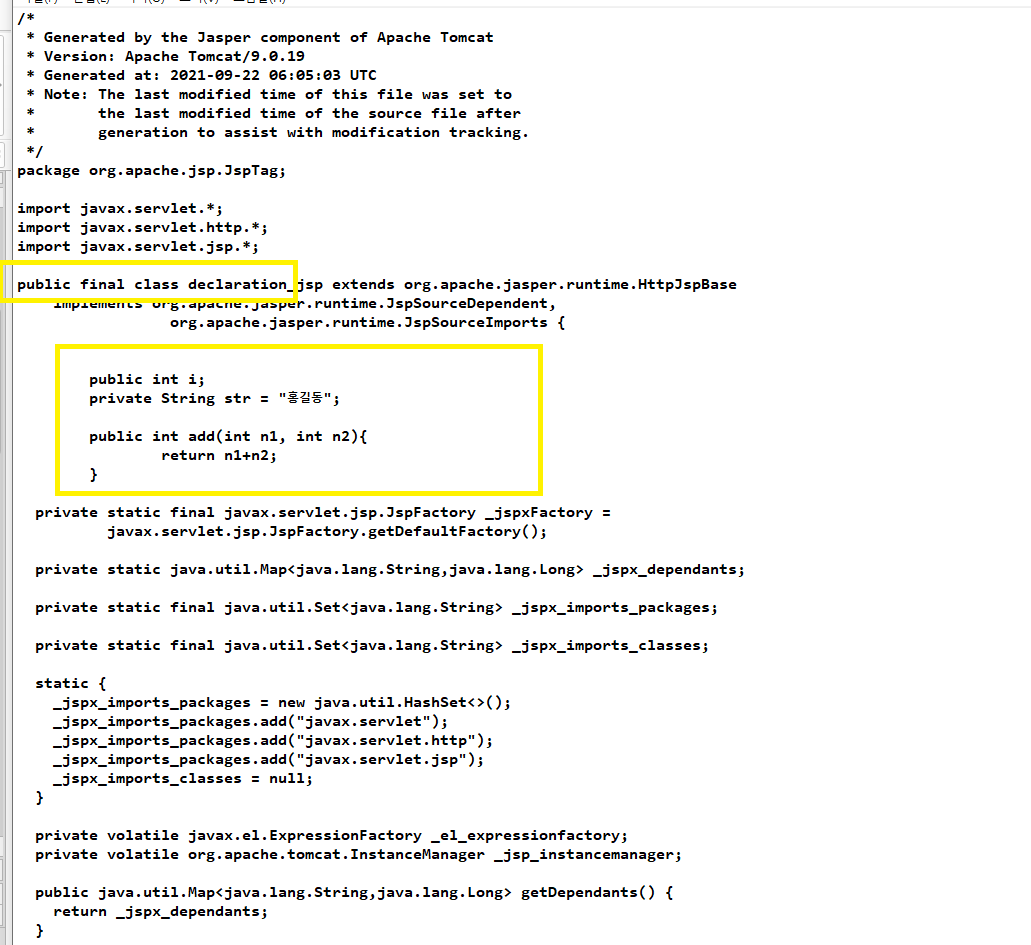 /*
 * Generated by the Jasper component of Apache Tomcat
 * Version: Apache Tomcat/9.0.19
 * Generated at: 2021-09-22 06:05:03 UTC
 * Note: The last modified time of this file was set to
 *       the last modified time of the source file after
 *       generation to assist with modification tracking.
 */
package org.apache.jsp.JspTag;

import javax.servlet.*;
import javax.servlet.http.*;
import javax.servlet.jsp.*;

public final class declaration_jsp extends org.apache.jasper.runtime.HttpJspBase
    implements org.apache.jasper.runtime.JspSourceDependent,
                 org.apache.jasper.runtime.JspSourceImports {

	public int i;
	private String str = "홍길동";

	public int add(int n1, int n2){
		return n1+n2;
	}

  private static final javax.servlet.jsp.JspFactory _jspxFactory =
          javax.servlet.jsp.JspFactory.getDefaultFactory();

  private static java.util.Map<java.lang.String,java.lang.Long> _jspx_dependants;

  private static final java.util.Set<java.lang.String> _jspx_imports_packages;

  private static final java.util.Set<java.lang.String> _jspx_imports_classes;

  static {
    _jspx_imports_packages = new java.util.HashSet<>();
    _jspx_imports_packages.add("javax.servlet");
    _jspx_imports_packages.add("javax.servlet.http");
    _jspx_imports_packages.add("javax.servlet.jsp");
    _jspx_imports_classes = null;
  }

  private volatile javax.el.ExpressionFactory _el_expressionfactory;
  private volatile org.apache.tomcat.InstanceManager _jsp_instancemanager;

  public java.util.Map<java.lang.String,java.lang.Long> getDependants() {
    return _jspx_dependants;
  }